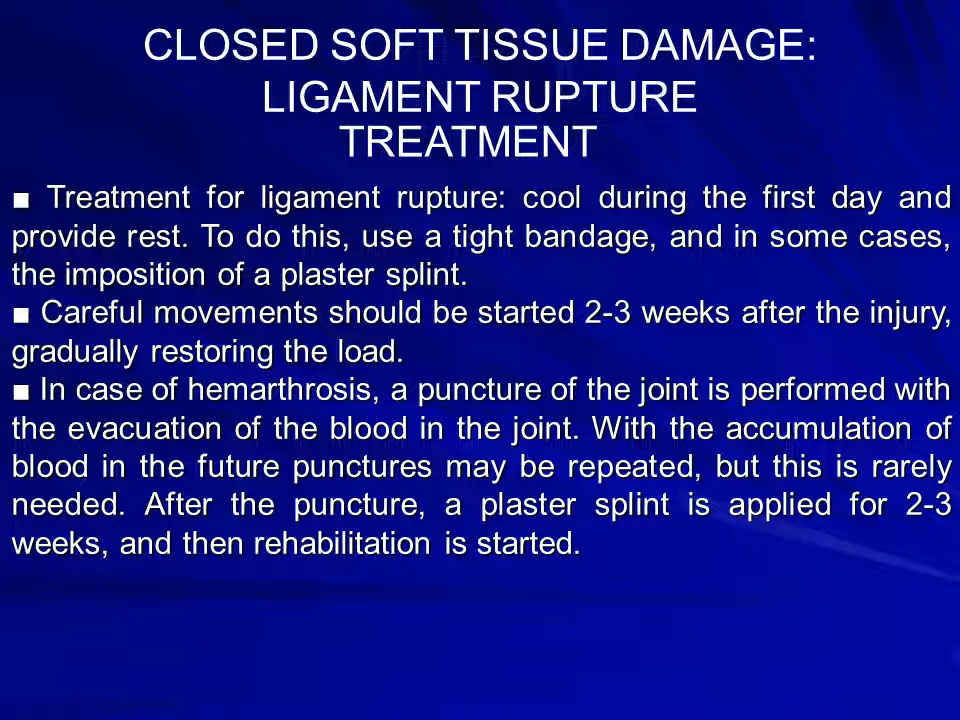 CLOSED SOFT TISSUE DAMAGE:
LIGAMENT RUPTURE
TREATMENT
■ Treatment for ligament rupture: cool during the first day and
provide rest. To do this, use a tight bandage, and in some cases,
the imposition of a plaster splint.
■ Careful movements should be started 2-3 weeks after the injury,
gradually restoring the load.
■ In case of hemarthrosis, a puncture of the joint is performed with
the evacuation of the blood in the joint. With the accumulation of
blood in the future punctures may be repeated, but this is rarely
needed. After the puncture, a plaster splint is applied for 2-3
weeks, and then rehabilitation is started.